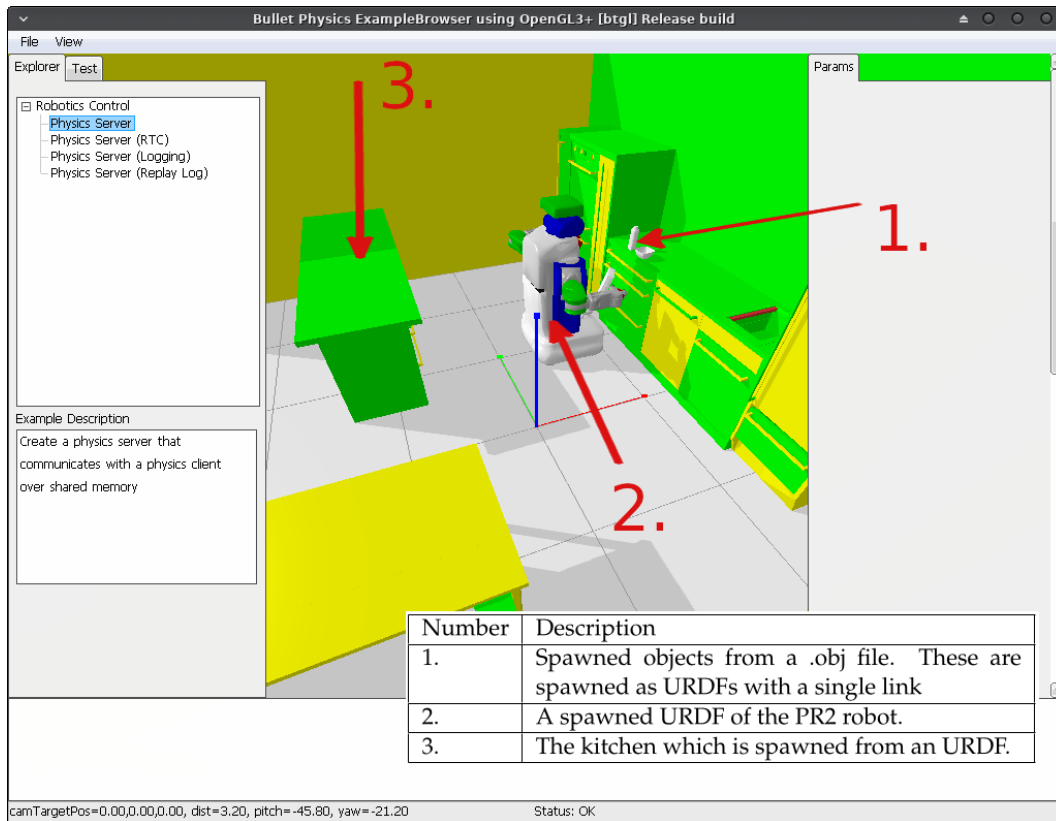 Bullet Physics ExampleBrowser using OpenGL3+ [btgl] Release build
File View
Explorer Test
Params
Robotics Control
Physics Server
Physics Server (RTC)
Physics Server (Logging)
Physics Server (Replay Log)
3.
1.
2.
Example Description
Create a physics server that
communicates with a physics client
over shared memory
Number Description
1. Spawned objects from a .obj file. These are
spawned as URDFs with a single link
2. A spawned URDF of the PR2 robot.
3. The kitchen which is spawned from an URDF.
camTargetPos=0.00,0.00,0.00, dist=3.20, pitch=-45.80, yaw=-21.20 Status: OK